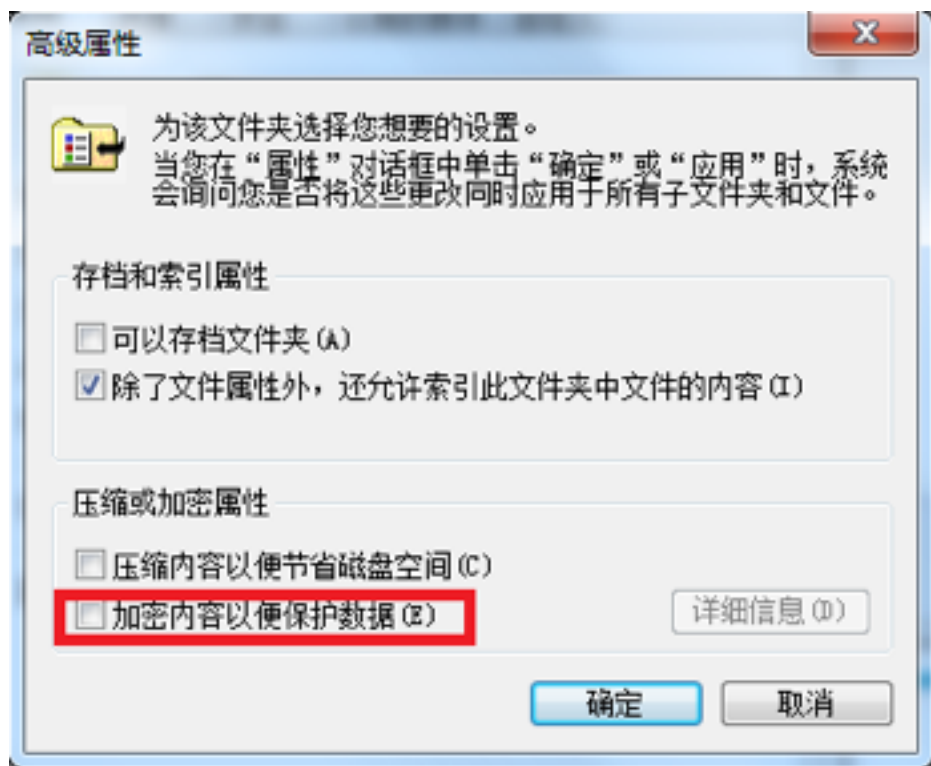 高级属性
为该文件夹选择您想要的设置。
当您在“属性”对话框中单击“确定”或“应用”时，系统
会询问您是否将这些更改同时应用于所有子文件夹和文件。
存档和索引属性
可以存档文件夹(A)
除了文件属性外，还允许索引此文件夹中文件的内容(I)
压缩或加密属性
压缩内容以便节省磁盘空间(C)
加密内容以便保护数据(E)
详细信息(D)
确定
取消